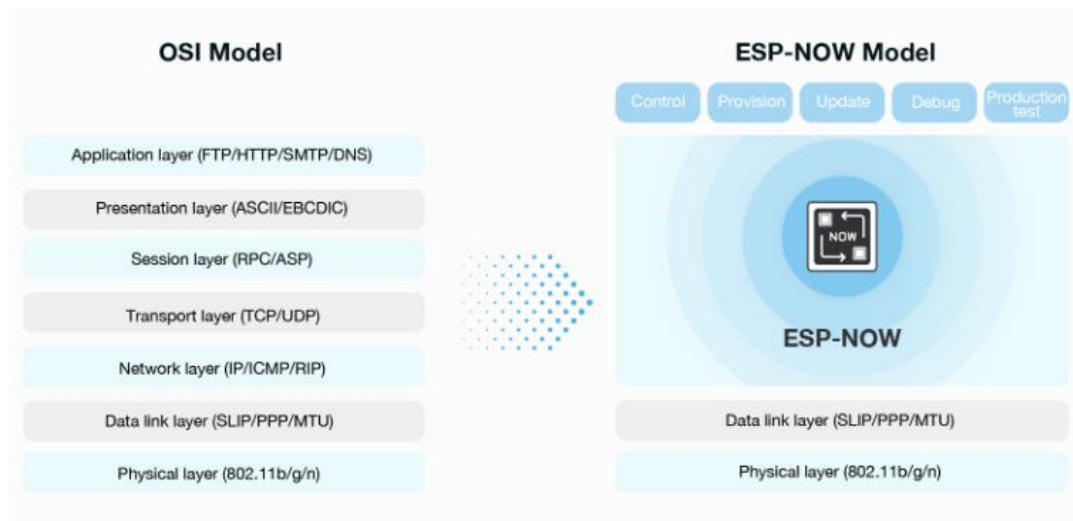 OSI Model
Application layer (FTP/HTTP/SMTP/DNS)
Presentation layer (ASCII/EBCDIC)
Session layer (RPC/ASP)
Transport layer (TCP/UDP)
Network layer (IP/ICMP/RIP)
Data link layer (SLIP/PPP/MTU)
Physical layer (802.11b/g/n)
ESP-NOW Model
Control
Provision
Update
Debug
Production
test
NOW
ESP-NOW
Data link layer (SLIP/PPP/MTU)
Physical layer (802.11b/g/n)